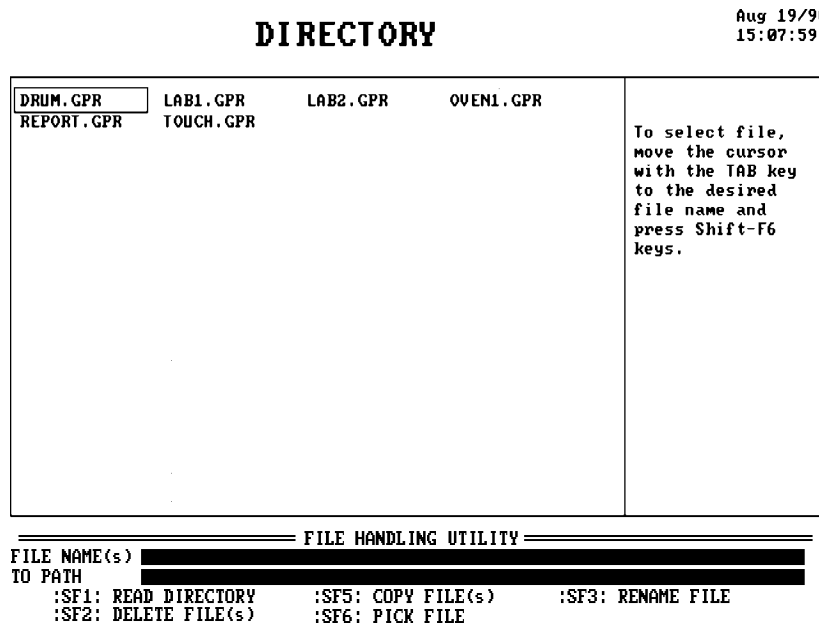 DIRECTORY
Aug 19/9
15:07:59
DRUM.GPR LAB1.GPR LAB2.GPR OVEN1.GPR
REPORT.GPR TOUCH.GPR
To select file,
move the cursor
with the TAB key
to the desired
file name and
press Shift-F6
keys.
FILE HANDLING UTILITY
FILE NAME(s)
TO PATH
:SF1: READ DIRECTORY :SF5: COPY FILE(s) :SF3: RENAME FILE
:SF2: DELETE FILE(s) :SF6: PICK FILE